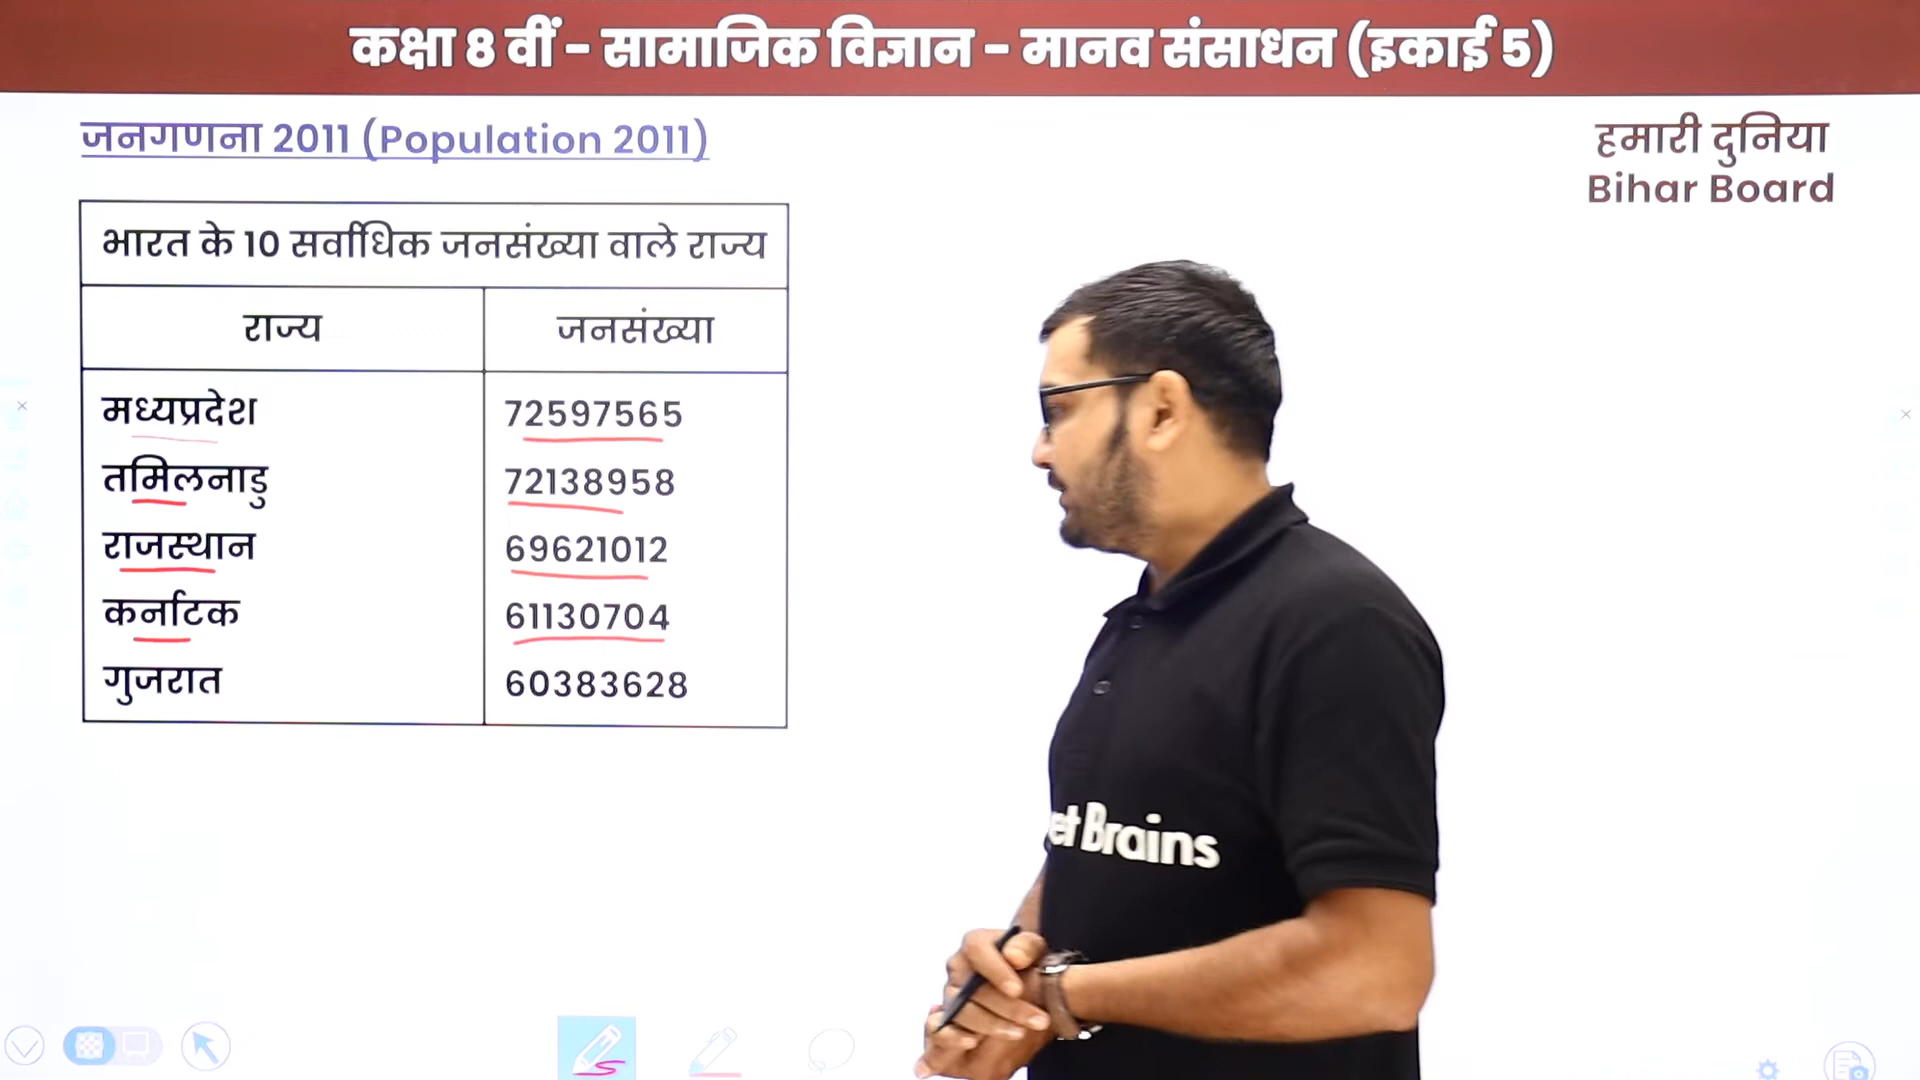 कक्षा 8 वीं - सामाजिक विज्ञान - मानव संसाधन (इकाई 5)
जनगणना 2011 (Population 2011)
हमारी दुनिया
Bihar Board
भारत के 10 सर्वाधिक जनसंख्या वाले राज्य
राज्य जनसंख्या
मध्यप्रदेश 72597565
तमिलनाडु 72138958
राजस्थान 69621012
कर्नाटक 61130704
गुजरात 60383628
et Brains